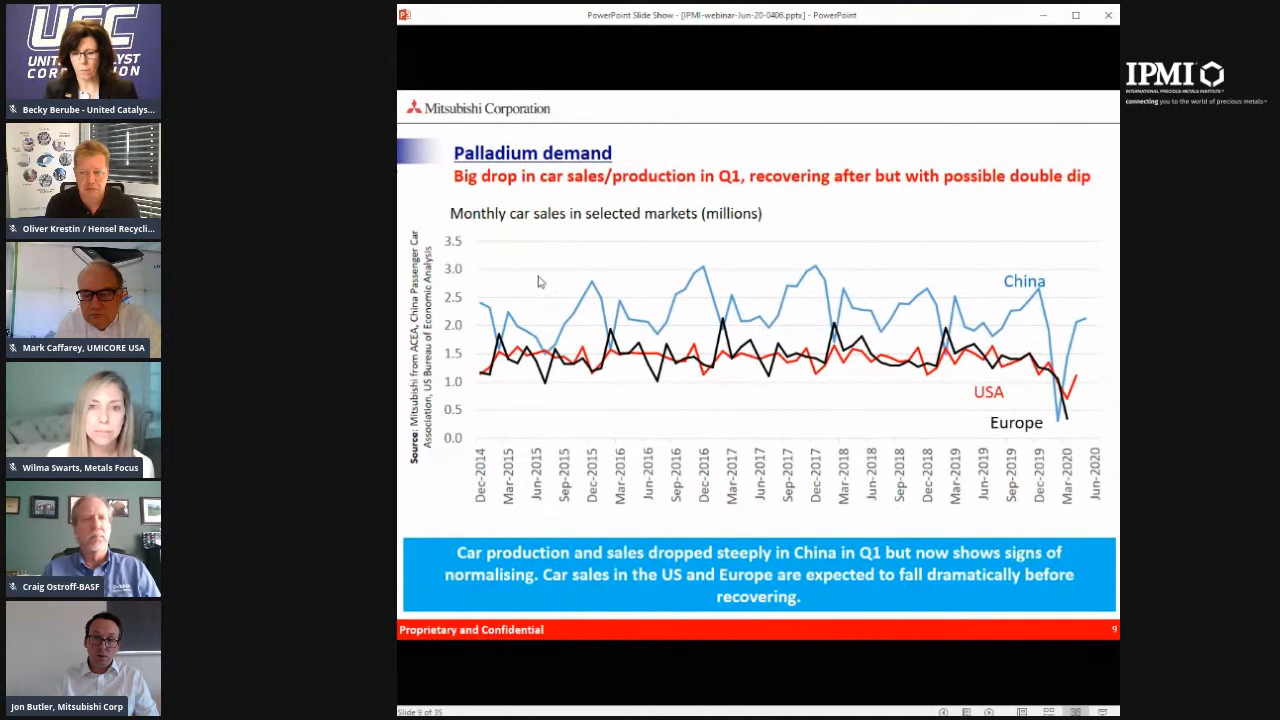 UCC
UNITED CATALYST
CORPORATION
Becky Berube - United Catalys...
Oliver Krestin / Hensel Recycli...
Mark Caffarey, UMICORE USA
Wilma Swarts, Metals Focus
Craig Ostroff-BASF
Jon Butler, Mitsubishi Corp
PowerPoint Slide Show - [IPMI-webinar-Jun-20-0406.pptx] - PowerPoint
Mitsubishi Corporation
Palladium demand
Big drop in car sales/production in Q1, recovering after but with possible double dip
Monthly car sales in selected markets (millions)
Source: Mitsubishi from ACEA, China Passenger Car
Association, US Bureau of Economic Analysis
3.5
3.0
2.5
2.0
1.5
1.0
0.5
0.0
China
USA
Europe
Dec-2014
Mar-2015
Jun-2015
Sep-2015
Dec-2015
Mar-2016
Jun-2016
Sep-2016
Dec-2016
Mar-2017
Jun-2017
Sep-2017
Dec-2017
Mar-2018
Jun-2018
Sep-2018
Dec-2018
Mar-2019
Jun-2019
Sep-2019
Dec-2019
Mar-2020
Jun-2020
Car production and sales dropped steeply in China in Q1 but now shows signs of
normalising. Car sales in the US and Europe are expected to fall dramatically before
recovering.
Proprietary and Confidential
9
Slide 9 of 35
IPMI
INTERNATIONAL PRECIOUS METALS INSTITUTE
connecting you to the world of precious metals